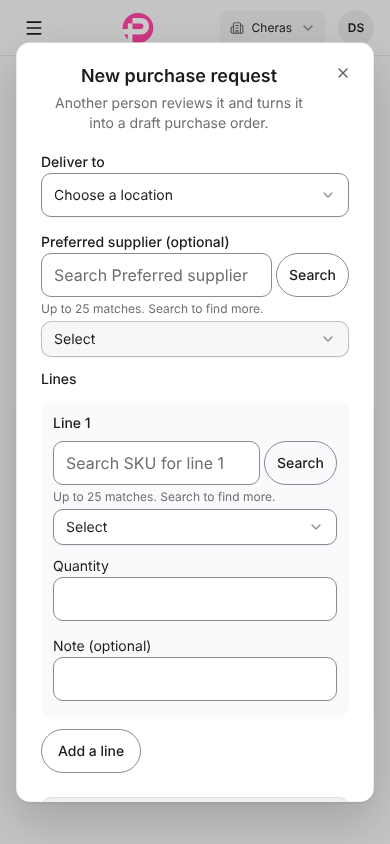 Cheras
DS
New purchase request
Another person reviews it and turns it
into a draft purchase order.
Deliver to
Choose a location
Preferred supplier (optional)
Search Preferred supplier
Search
Up to 25 matches. Search to find more.
Select
Lines
Line 1
Search SKU for line 1
Search
Up to 25 matches. Search to find more.
Select
Quantity
Note (optional)
Add a line